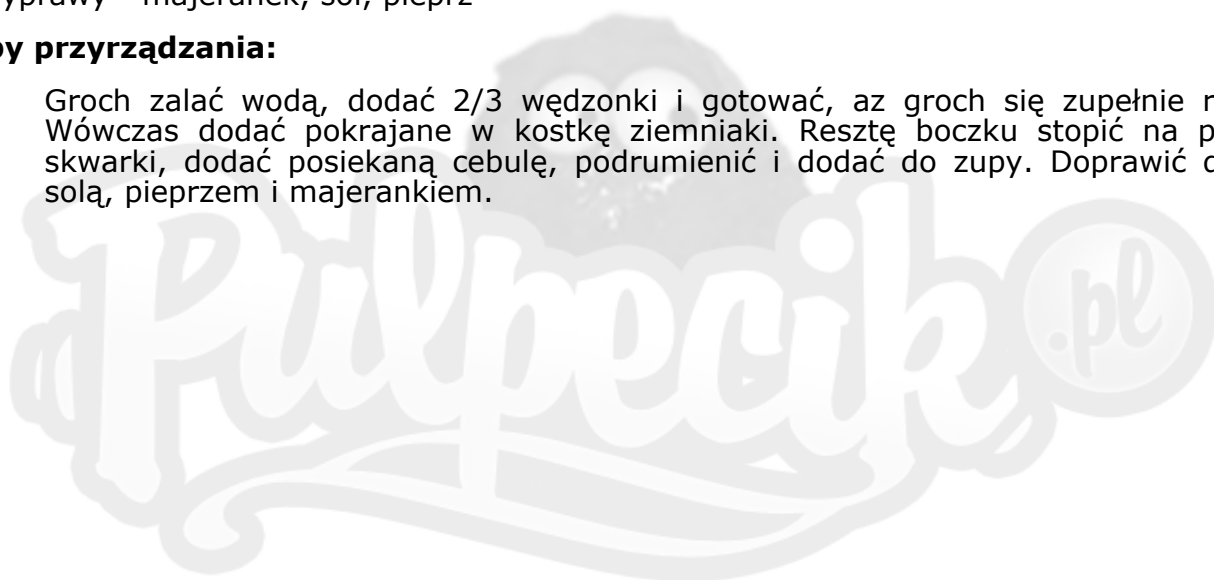 yprawy – majeranek, sól, pieprz
by przyrządzania:
Groch zalać wodą, dodać 2/3 wędzonki i gotować, az groch się zupełnie r
Wówczas dodać pokrajane w kostkę ziemniaki. Resztę boczku stopić na p
skwarki, dodać posiekaną cebulę, podrumienić i dodać do zupy. Doprawić d
solą, pieprzem i majerankiem.
Pulpecik.pl